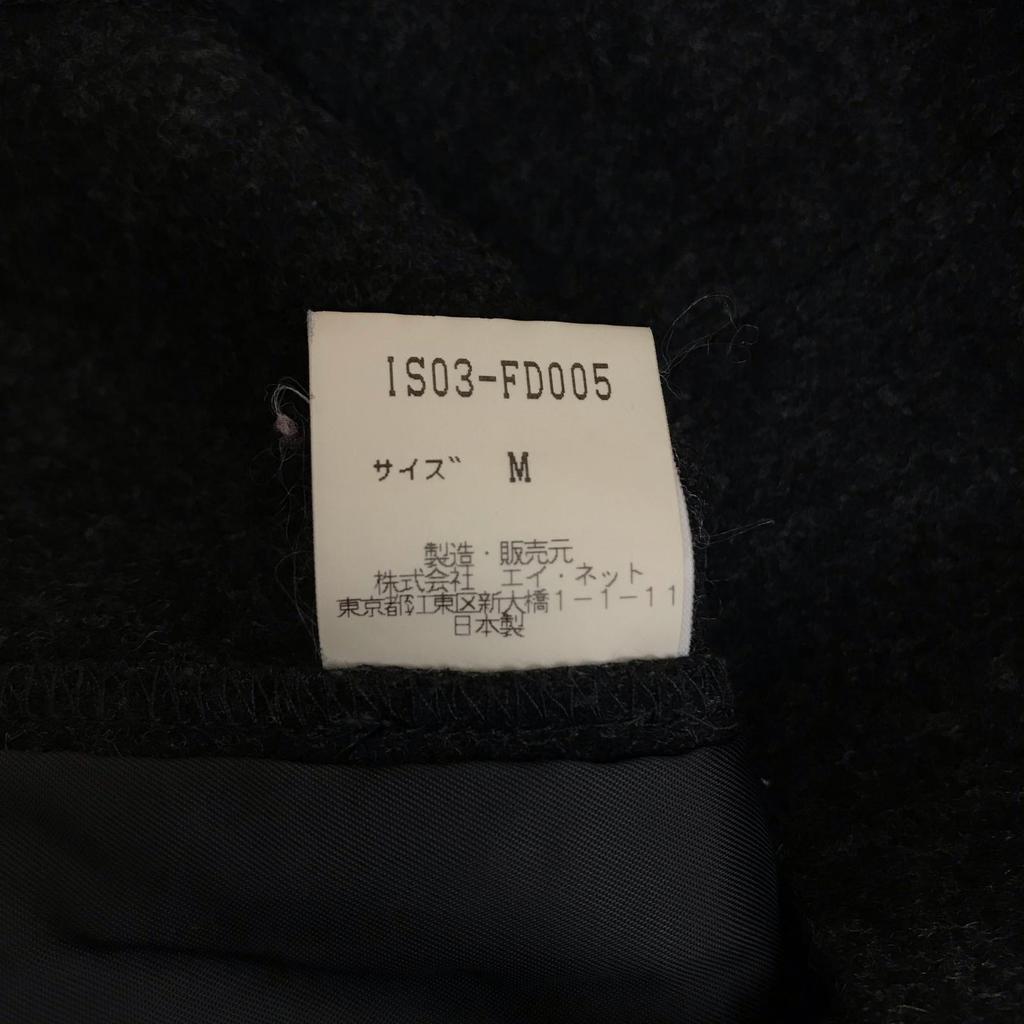 IS03-FD005
サイズ M
製造・販売元
株式会社 エイ・ネット
東京都江東区新大橋1-1-11
日本製